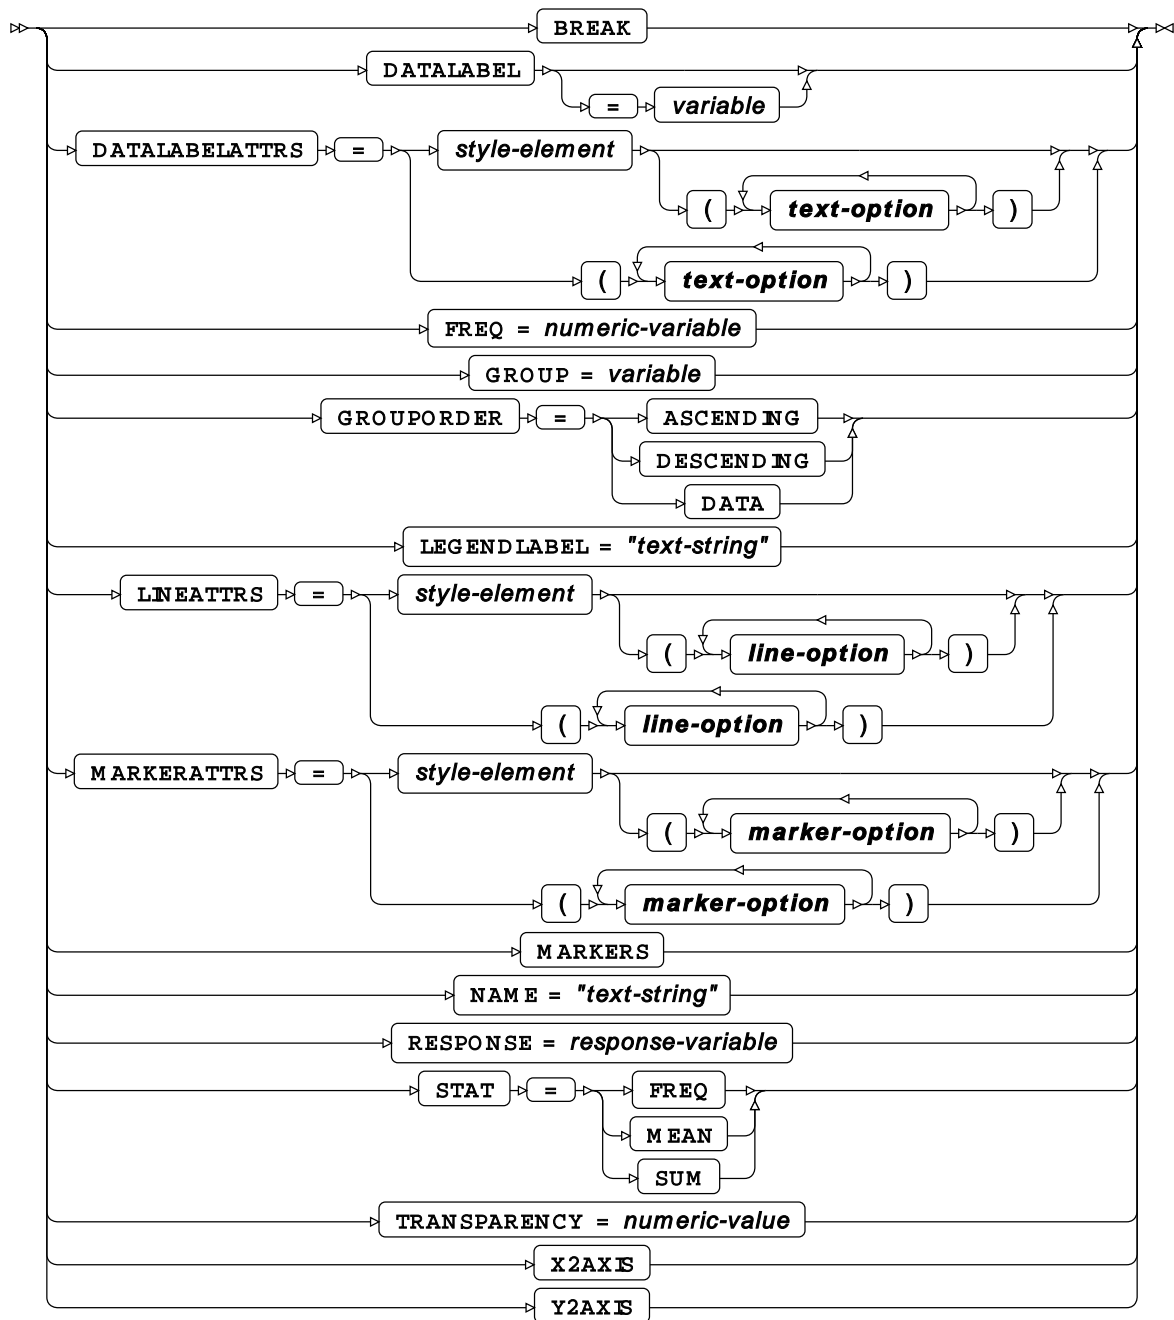 BREAK
DATALABEL
= variable
DATALABELATTRS = style-element
( text-option )
( text-option )
FREQ = numeric-variable
GROUP = variable
GROUPORDER = ASCENDING
DESCENDING
DATA
LEGENDLABEL = "text-string"
LINEATTRS = style-element
( line-option )
( line-option )
MARKERATTRS = style-element
( marker-option )
( marker-option )
MARKERS
NAME = "text-string"
RESPONSE = response-variable
STAT = FREQ
MEAN
SUM
TRANSPARENCY = numeric-value
X2AXIS
Y2AXIS